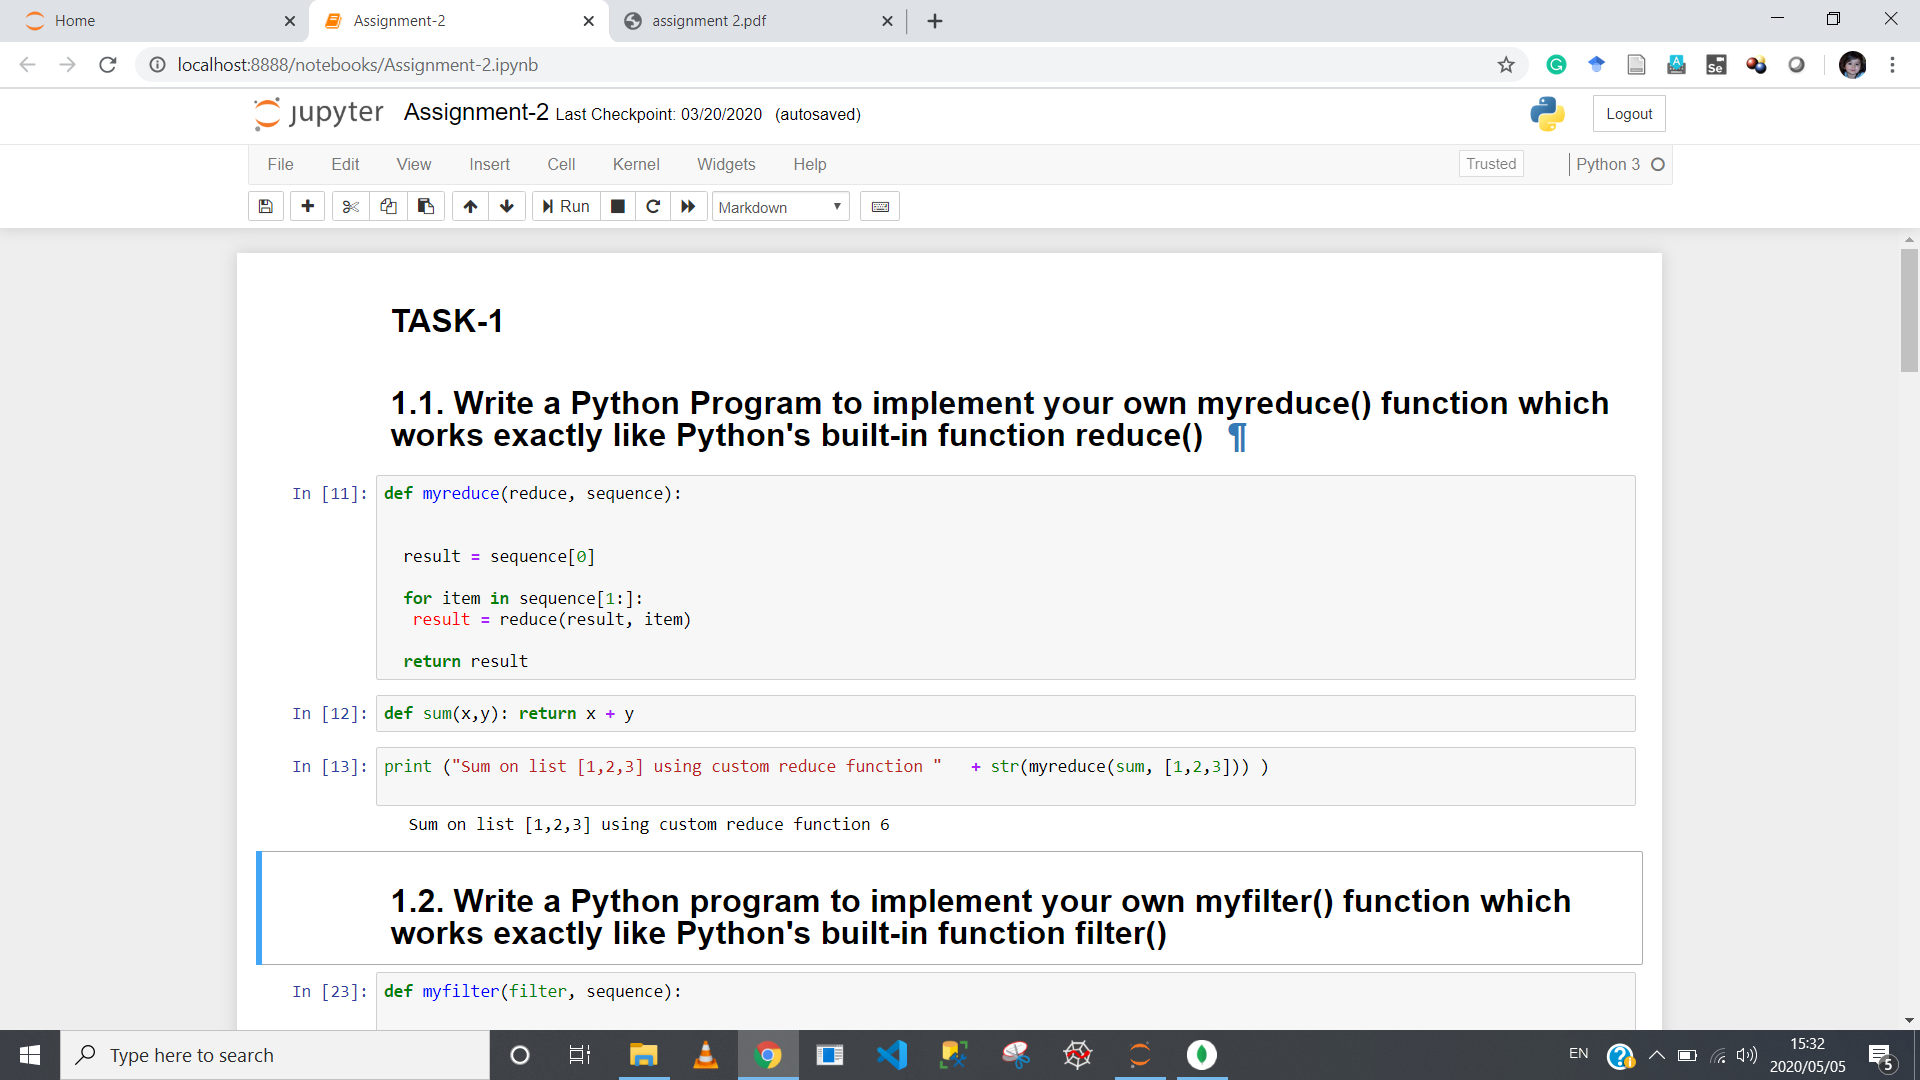 Home
Assignment-2
assignment 2.pdf
localhost:8888/notebooks/Assignment-2.ipynb
jupyter Assignment-2 Last Checkpoint: 03/20/2020 (autosaved)
Logout
File Edit View Insert Cell Kernel Widgets Help
Trusted
Python 3
Run
Markdown
TASK-1
1.1. Write a Python Program to implement your own myreduce() function which
works exactly like Python's built-in function reduce() ¶
In [11]: def myreduce(reduce, sequence):
result = sequence[0]
for item in sequence[1:]:
result = reduce(result, item)
return result
In [12]: def sum(x,y): return x + y
In [13]: print ("Sum on list [1,2,3] using custom reduce function " + str(myreduce(sum, [1,2,3])) )
Sum on list [1,2,3] using custom reduce function 6
1.2. Write a Python program to implement your own myfilter() function which
works exactly like Python's built-in function filter()
In [23]: def myfilter(filter, sequence):
Type here to search
EN
15:32
2020/05/05
5